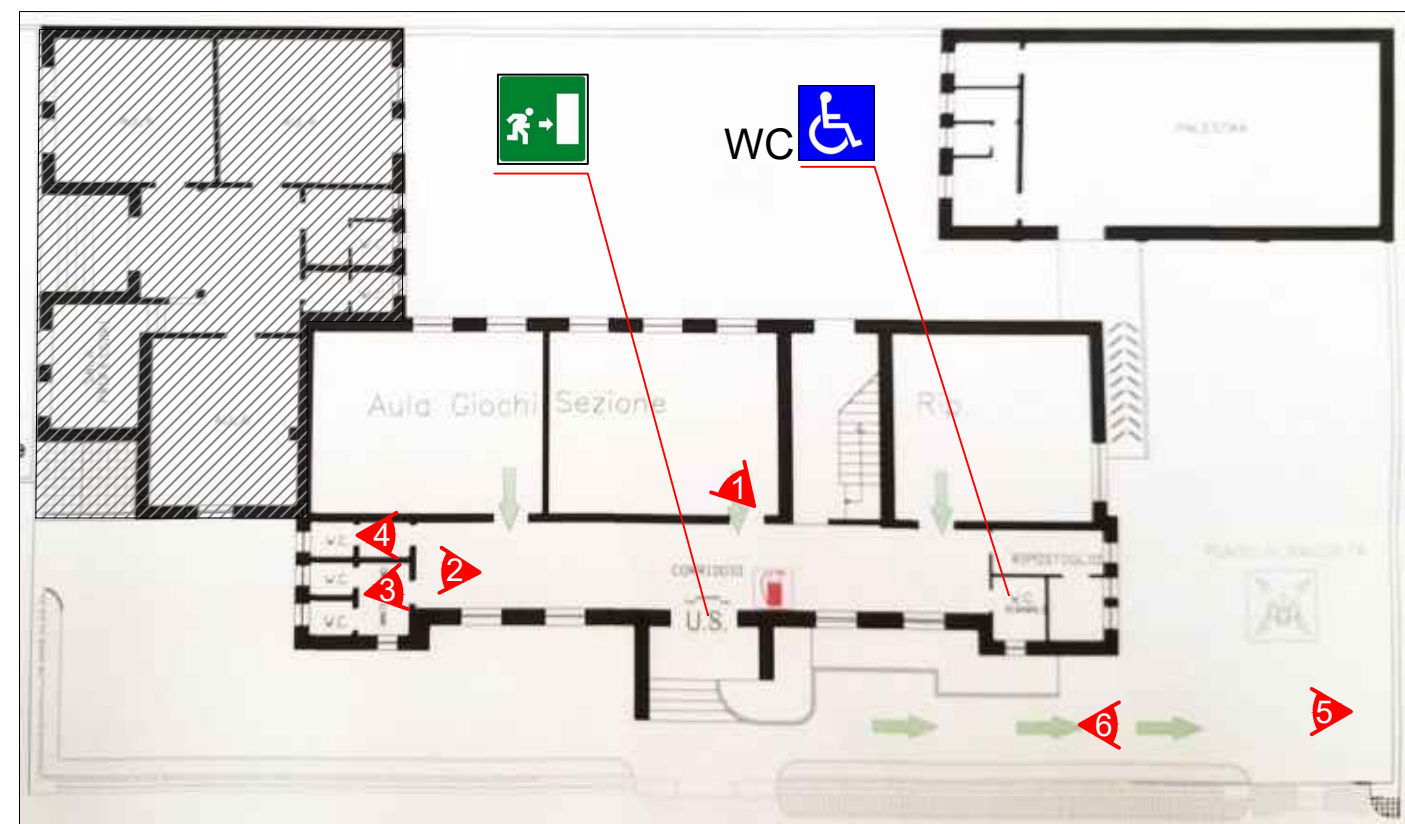 WC
PALESTRA
Aula Giochi
Sezione
Rip.
1
W.C.
4
W.C.
3
W.C.
2
CORRIDOIO
U.S.
RIPOSTIGLIO
W.C.
PUNTO DI RACCOLTA
6
5